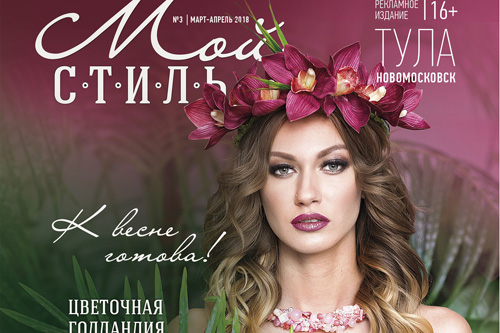 №3 | МАРТ-АПРЕЛЬ 2018
Мой
С·Т·И·Л·Ь
РЕКЛАМНОЕ
ИЗДАНИЕ
16+
ТУЛА
НОВОМОСКОВСК
К весне
готова!
ЦВЕТОЧНАЯ
ГОЛЛАНДИЯ